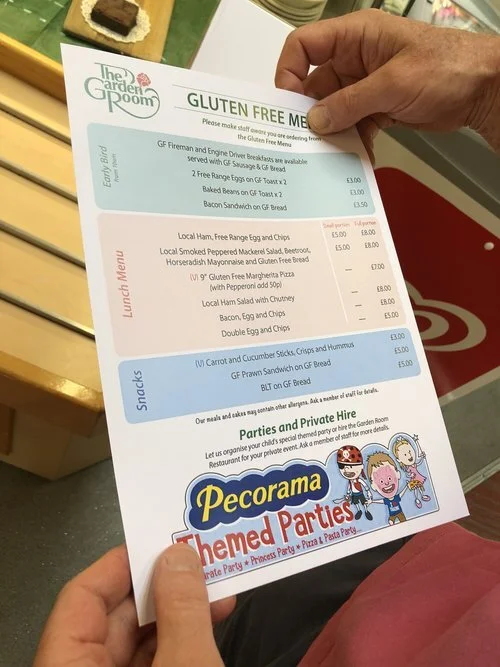 The
Garden
Room
GLUTEN FREE ME
Please make staff aware you are ordering from
the Gluten Free Menu
Early Bird
from 10am
GF Fireman and Engine Driver Breakfasts are available
served with GF Sausage & GF Bread
2 Free Range Eggs on GF Toast x 2 £3.00
Baked Beans on GF Toast x 2 £3.00
Bacon Sandwich on GF Bread £3.50
Lunch Menu
Small portion Full portion
Local Ham, Free Range Egg and Chips £5.00 £8.00
Local Smoked Peppered Mackerel Salad, Beetroot, £5.00 £8.00
Horseradish Mayonnaise and Gluten Free Bread
(V) 9" Gluten Free Margherita Pizza — £7.00
(with Pepperoni add 50p)
Local Ham Salad with Chutney — £8.00
Bacon, Egg and Chips — £8.00
Double Egg and Chips — £5.00
Snacks
(V) Carrot and Cucumber Sticks, Crisps and Hummus £3.00
GF Prawn Sandwich on GF Bread £5.00
BLT on GF Bread £5.00
Our meals and cakes may contain other allergens. Ask a member of staff for details.
Parties and Private Hire
Let us organise your child's special themed party or hire the Garden Room
Restaurant for your private event. Ask a member of staff for more details.
Pecorama
Themed Parties
irate Party ★ Princess Party ★ Pizza & Pasta Party